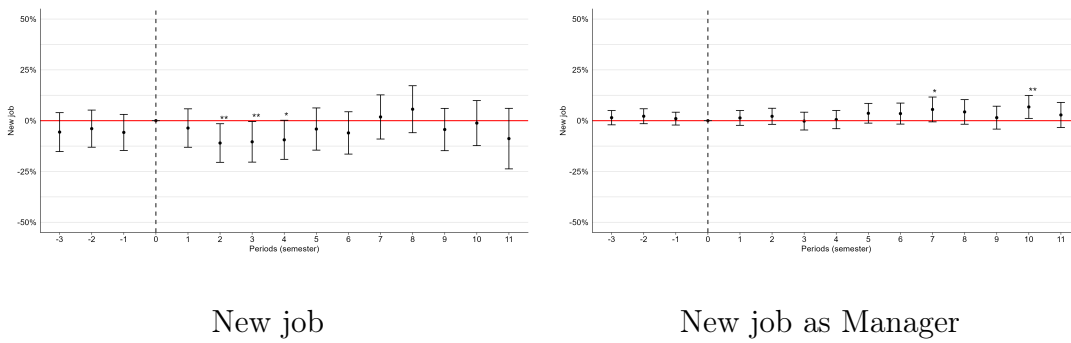 50%
25%
0%
-25%
-50%
New job
** ** *
-3 -2 -1 0 1 2 3 4 5 6 7 8 9 10 11
Periods (semester)
New job
50%
25%
0%
-25%
-50%
New job
* **
-3 -2 -1 0 1 2 3 4 5 6 7 8 9 10 11
Periods (semester)
New job as Manager